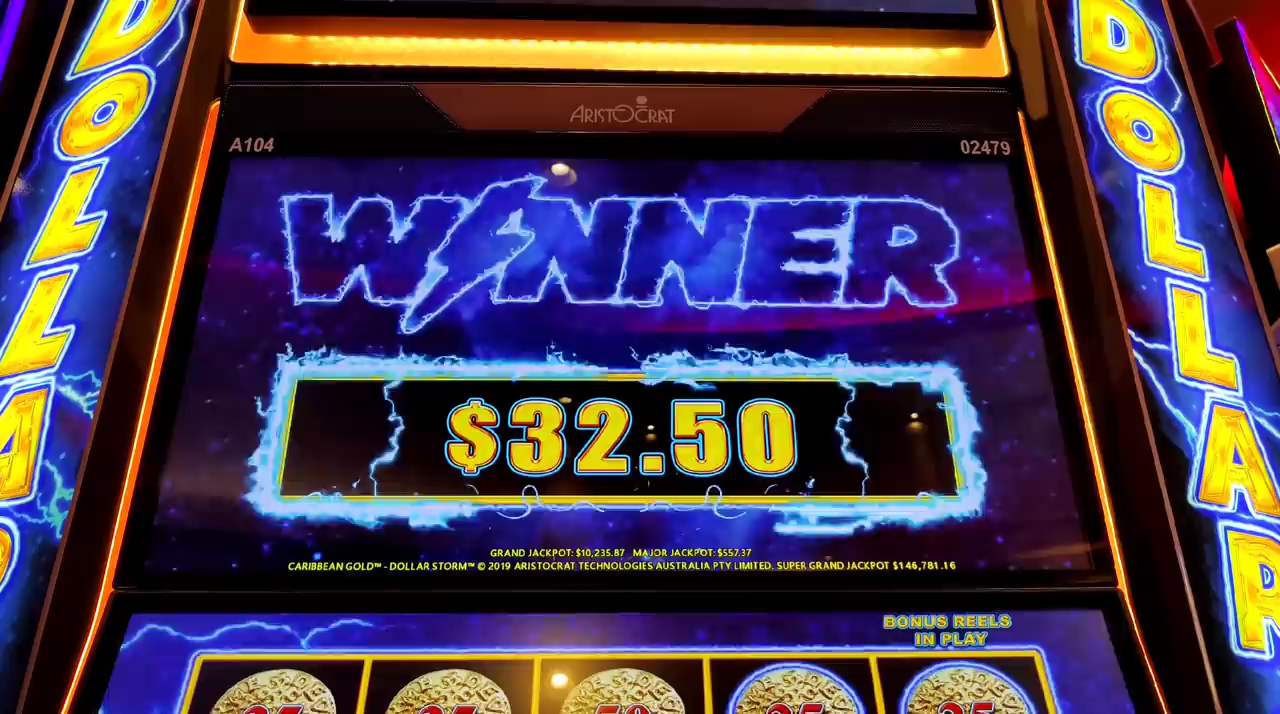 DOLLAR
DOLLAR
ARISTOCRAT
A104
02479
WINNER
$32.50
GRAND JACKPOT: $10,235.87 MAJOR JACKPOT: $557.37
CARIBBEAN GOLD™ - DOLLAR STORM™ © 2019 ARISTOCRAT TECHNOLOGIES AUSTRALIA PTY LIMITED. SUPER GRAND JACKPOT $146,781.16
BONUS REELS
IN PLAY